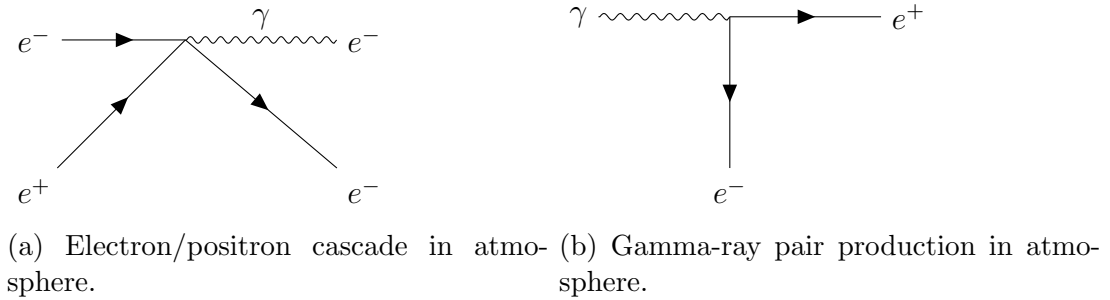 γ
e⁻ e⁻
e⁺ e⁻
γ e⁺
e⁻
(a) Electron/positron cascade in atmo-
sphere.
(b) Gamma-ray pair production in atmo-
sphere.